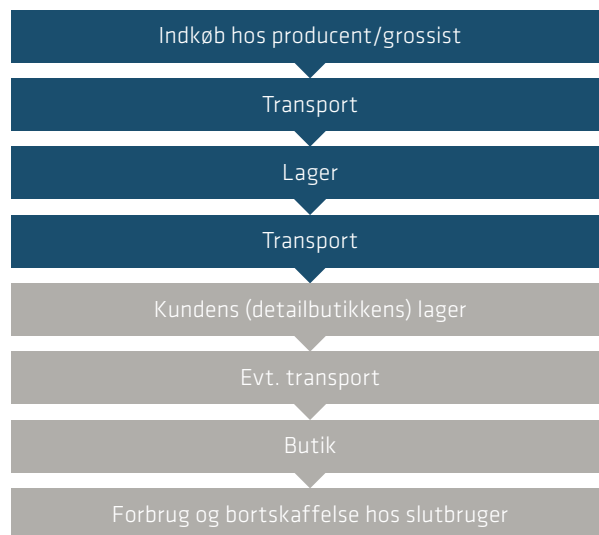 Indkøb hos producent/grossist
Transport
Lager
Transport
Kundens (detailbutikkens) lager
Evt. transport
Butik
Forbrug og bortskaffelse hos slutbruger